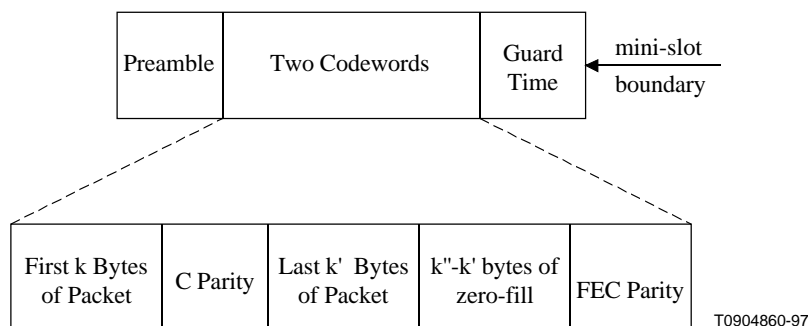 Preamble
Two Codewords
Guard
Time
mini-slot
boundary
First k Bytes
of Packet
C Parity
Last k' Bytes
of Packet
k"-k' bytes of
zero-fill
FEC Parity
T0904860-97